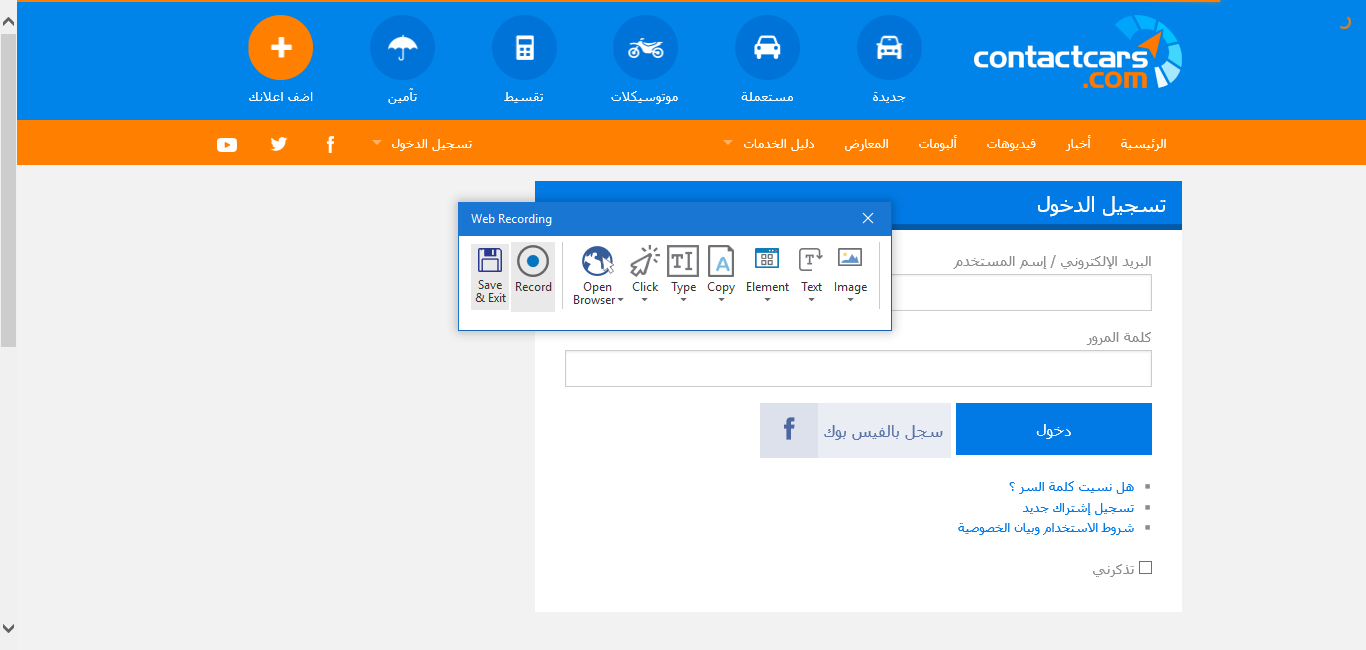 contactcars
.com
جديدة
مستعملة
موتوسيكلات
تقسيط
تأمين
اضف اعلانك
الرئيسية
أخبار
فيديوهات
ألبومات
المعارض
دليل الخدمات
تسجيل الدخول
تسجيل الدخول
Web Recording
Save & Exit
Record
Open Browser
Click
Type
Copy
Element
Text
Image
البريد الإلكتروني / إسم المستخدم
كلمة المرور
دخول
سجل بالفيس بوك
هل نسيت كلمة السر ؟
تسجيل إشتراك جديد
شروط الاستخدام وبيان الخصوصية
تذكرني